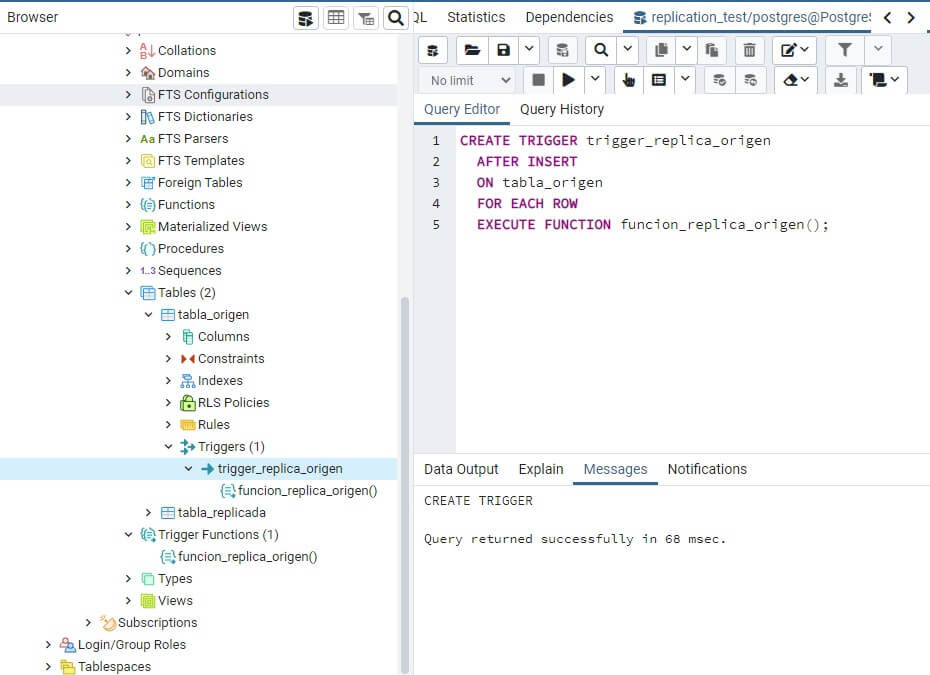 Browser
Collations
Domains
FTS Configurations
FTS Dictionaries
Aa FTS Parsers
FTS Templates
Foreign Tables
Functions
Materialized Views
Procedures
1..3 Sequences
Tables (2)
tabla_origen
Columns
Constraints
Indexes
RLS Policies
Rules
Triggers (1)
trigger_replica_origen
funcion_replica_origen()
tabla_replicada
Trigger Functions (1)
funcion_replica_origen()
Types
Views
Subscriptions
Login/Group Roles
Tablespaces
QL Statistics Dependencies replication_test/postgres@PostgreS
No limit
Query Editor Query History
1 CREATE TRIGGER trigger_replica_origen
2 AFTER INSERT
3 ON tabla_origen
4 FOR EACH ROW
5 EXECUTE FUNCTION funcion_replica_origen();
Data Output Explain Messages Notifications
CREATE TRIGGER
Query returned successfully in 68 msec.